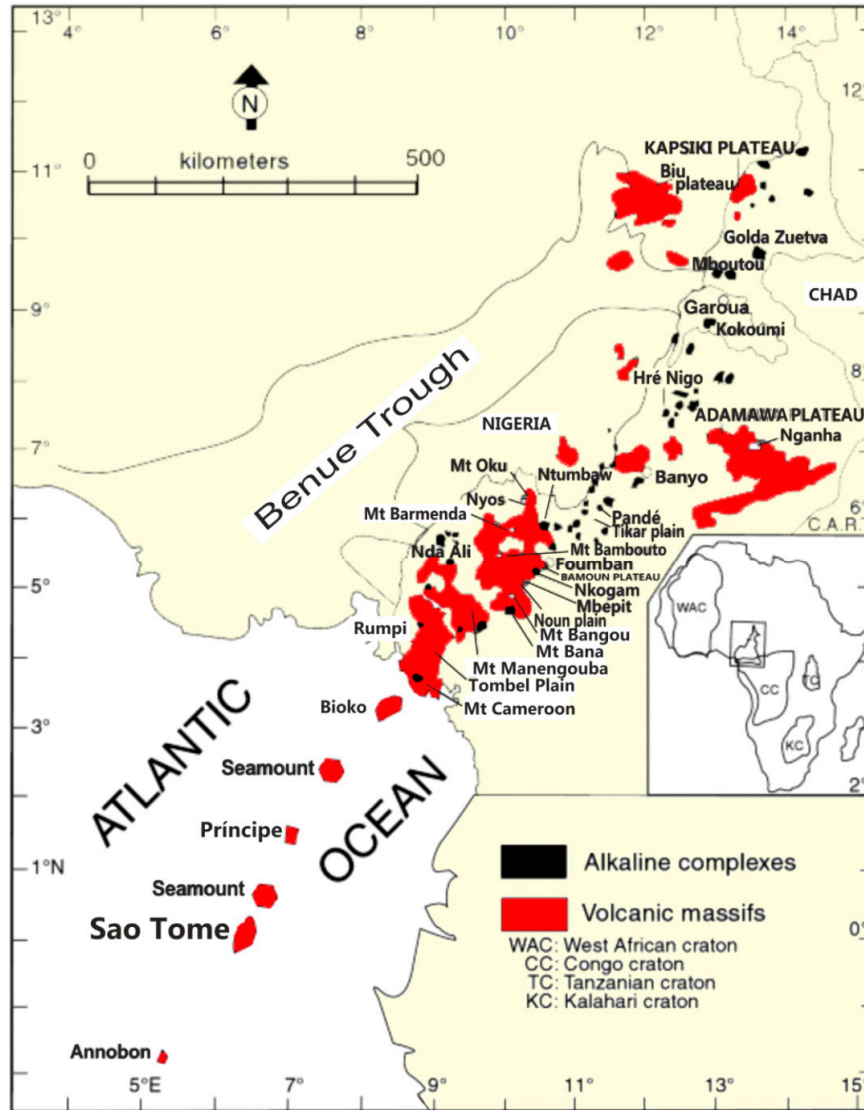 13°
4°
6°
8°
10°
12°
14°
12°
N
0
kilometers
500
11°
KAPSIKI PLATEAU
Biu
plateau
Golda Zuetva
Mboutou
CHAD
9°
Garoua
Kokoumi
8°
Hré Nigo
Benue Trough
ADAMAWA PLATEAU
NIGERIA
Nganha
7°
Mt Oku
Ntumbaw
Banyo
Nyos
Mt Barmenda
Pandé
6°
Tikar plain
C.A.R.
Nda Ali
Mt Bambouto
Foumban
BAMOUN PLATEAU
5°
Nkogam
Mbepit
WAC
Noun plain
Rumpi
Mt Bangou
Mt Bana
Mt Manengouba
CC
TC
Tombel Plain
Bioko
Mt Cameroon
KC
3°
ATLANTIC
OCEAN
Seamount
2°
Príncipe
1°N
Alkaline complexes
Seamount
Volcanic massifs
Sao Tome
0°
WAC: West African craton
CC: Congo craton
TC: Tanzanian craton
KC: Kalahari craton
Annobon
5°E
7°
9°
11°
13°
15°